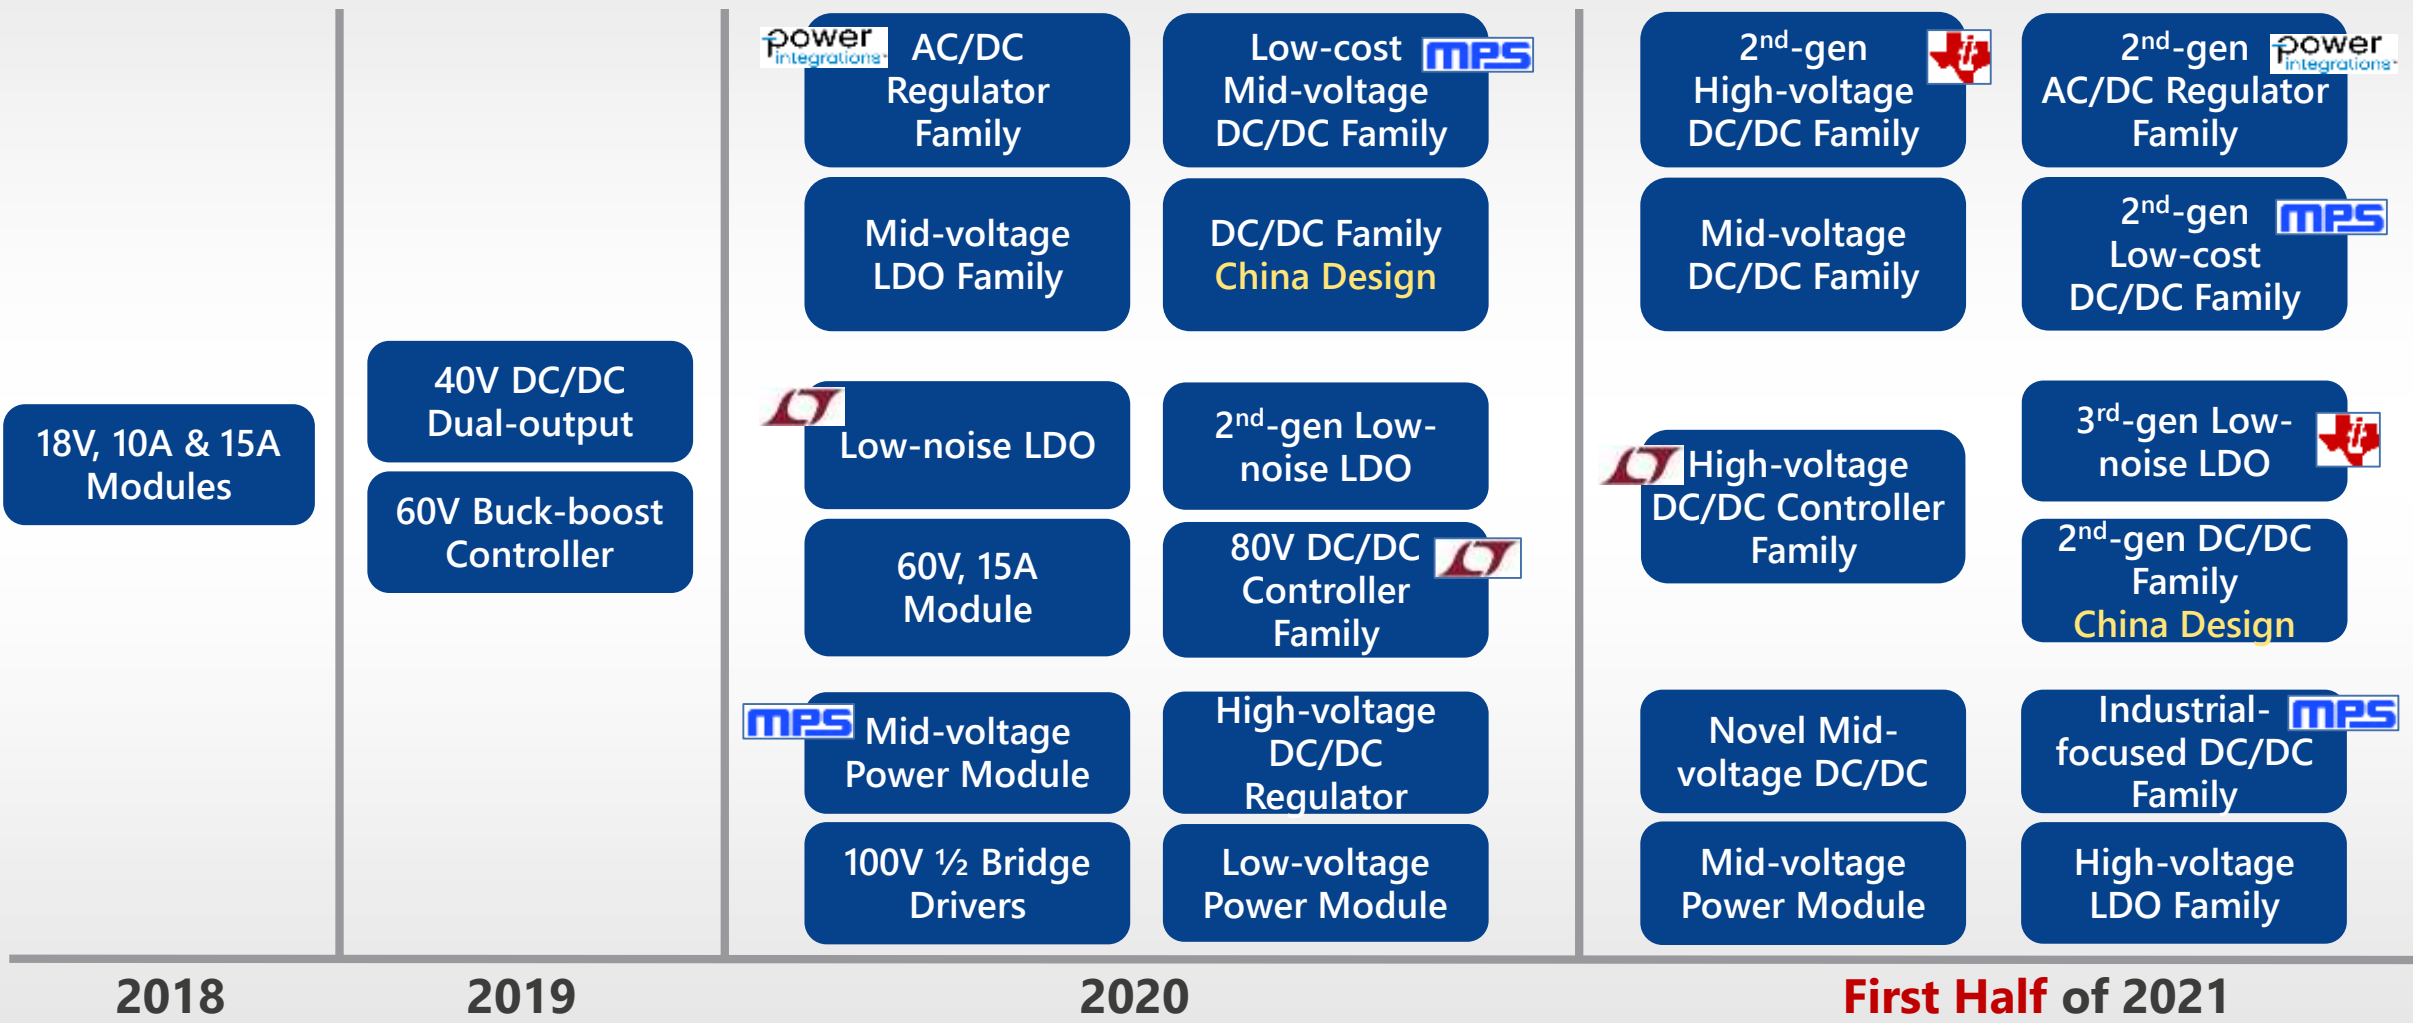 18V, 10A & 15A
Modules
2018
40V DC/DC
Dual-output
60V Buck-boost
Controller
2019
power
integrations
AC/DC
Regulator
Family
Low-cost
Mid-voltage
DC/DC Family
MPS
Mid-voltage
LDO Family
DC/DC Family
China Design
Low-noise LDO
2nd-gen Low-
noise LDO
60V, 15A
Module
80V DC/DC
Controller
Family
MPS
Mid-voltage
Power Module
High-voltage
DC/DC
Regulator
100V ½ Bridge
Drivers
Low-voltage
Power Module
2020
2nd-gen
High-voltage
DC/DC Family
2nd-gen
AC/DC Regulator
Family
power
integrations
Mid-voltage
DC/DC Family
2nd-gen
Low-cost
DC/DC Family
MPS
High-voltage
DC/DC Controller
Family
3rd-gen Low-
noise LDO
2nd-gen DC/DC
Family
China Design
Novel Mid-
voltage DC/DC
Industrial-
focused DC/DC
Family
MPS
Mid-voltage
Power Module
High-voltage
LDO Family
First Half of 2021